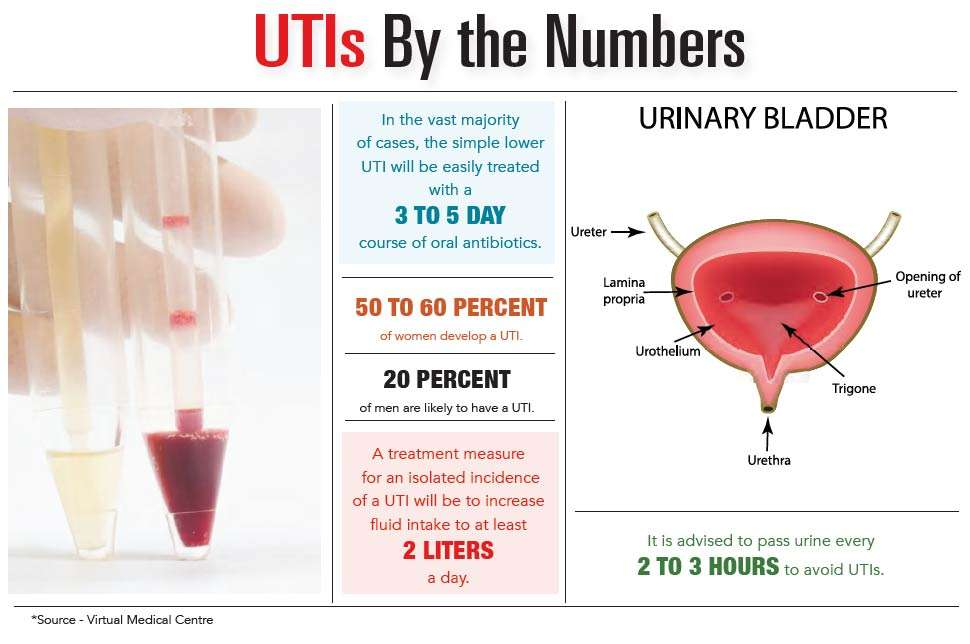 UTIs By the Numbers
In the vast majority
of cases, the simple lower
UTI will be easily treated
with a
3 TO 5 DAY
course of oral antibiotics.
50 TO 60 PERCENT
of women develop a UTI.
20 PERCENT
of men are likely to have a UTI.
A treatment measure
for an isolated incidence
of a UTI will be to increase
fluid intake to at least
2 LITERS
a day.
URINARY BLADDER
Ureter
Lamina
propria
Urothelium
Opening of
ureter
Trigone
Urethra
It is advised to pass urine every
2 TO 3 HOURS to avoid UTIs.
*Source - Virtual Medical Centre